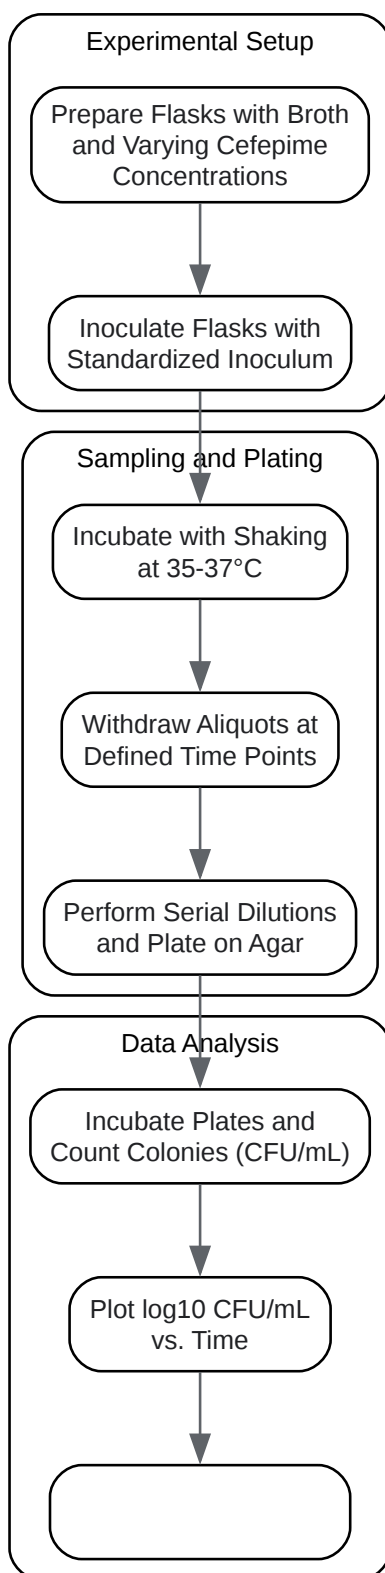 Experimental Setup
Prepare Flasks with Broth
and Varying Cefepime
Concentrations
Inoculate Flasks with
Standardized Inoculum
Sampling and Plating
Incubate with Shaking
at 35-37°C
Withdraw Aliquots at
Defined Time Points
Perform Serial Dilutions
and Plate on Agar
Data Analysis
Incubate Plates and
Count Colonies (CFU/mL)
Plot log10 CFU/mL
vs. Time